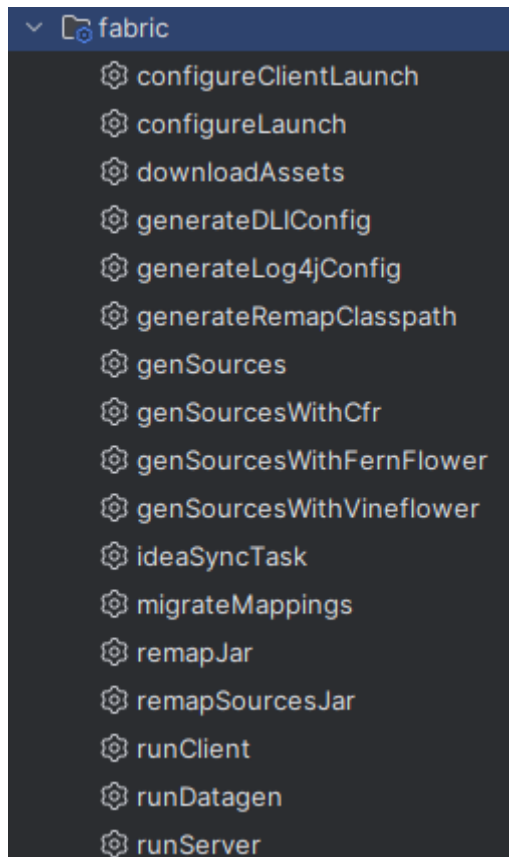 fabric
configureClientLaunch
configureLaunch
downloadAssets
generateDLIConfig
generateLog4jConfig
generateRemapClasspath
genSources
genSourcesWithCfr
genSourcesWithFernFlower
genSourcesWithVineflower
ideaSyncTask
migrateMappings
remapJar
remapSourcesJar
runClient
runDatagen
runServer